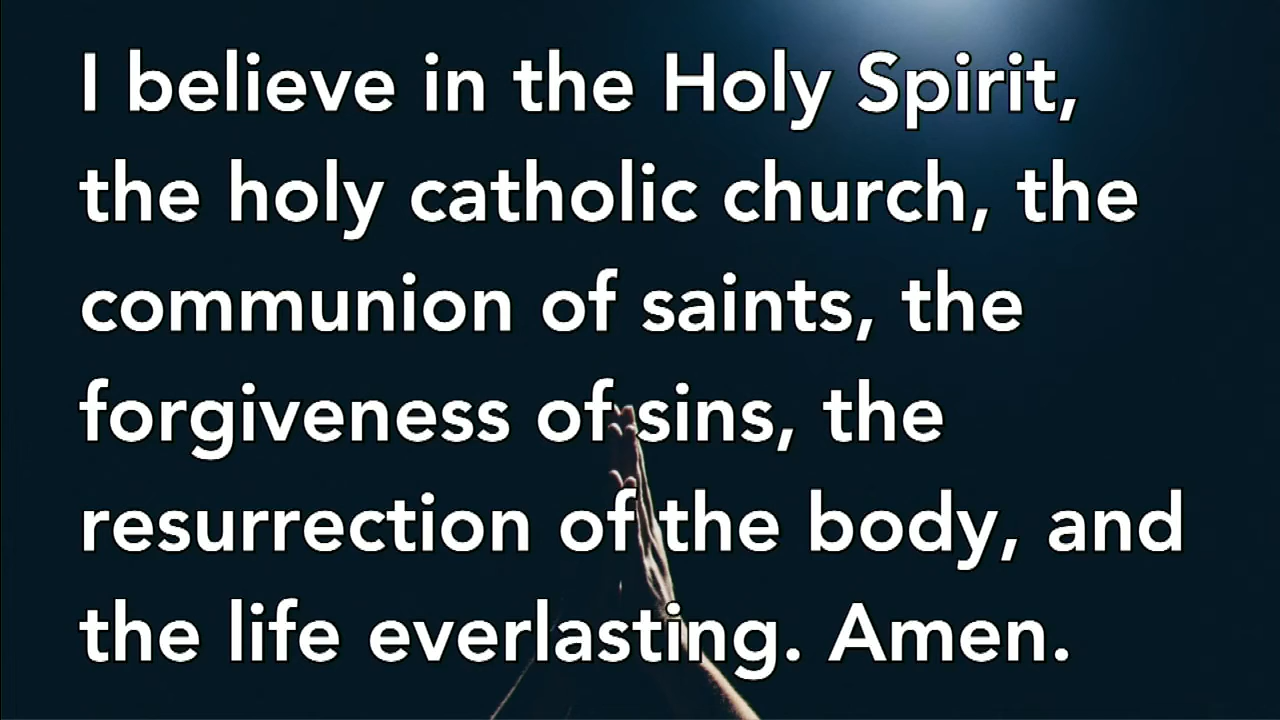 I believe in the Holy Spirit,
the holy catholic church, the
communion of saints, the
forgiveness of sins, the
resurrection of the body, and
the life everlasting. Amen.